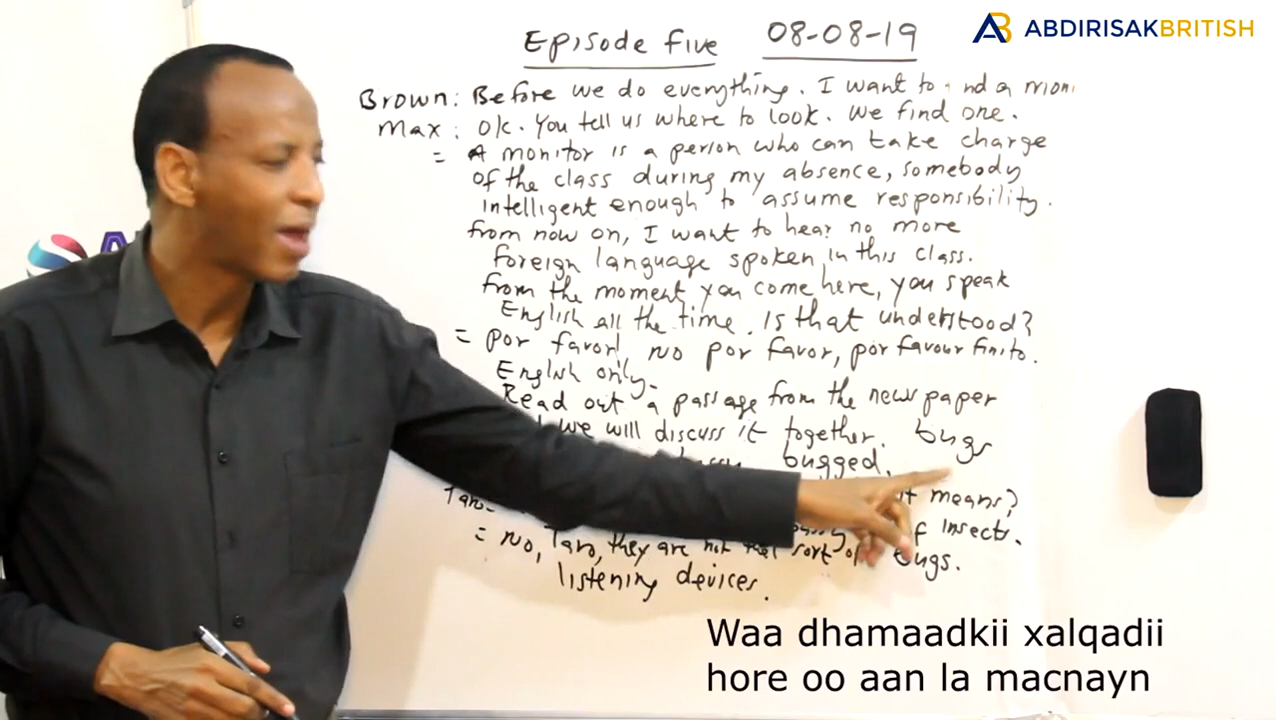 ABDIRISAKBRITISH
Episode five 08-08-19
Brown: Before we do everything. I want to nd a moni
Max: Ok. You tell us where to look. We find one.
= A monitor is a person who can take charge
of the class during my absence, somebody
intelligent enough to assume responsibility.
from now on, I want to hear no more
foreign language spoken in this class.
from the moment you come here, you speak
English all the time. Is that understood?
= por favor! no por favor, por favour finito.
English only.
Read out a passage from the news paper
we will discuss it together. bugs
bugged.
Taro it means?
f insects.
= no, Taro, they are not that sort of bugs.
listening devices.
Waa dhamaadkii xalqadii
hore oo aan la macnayn